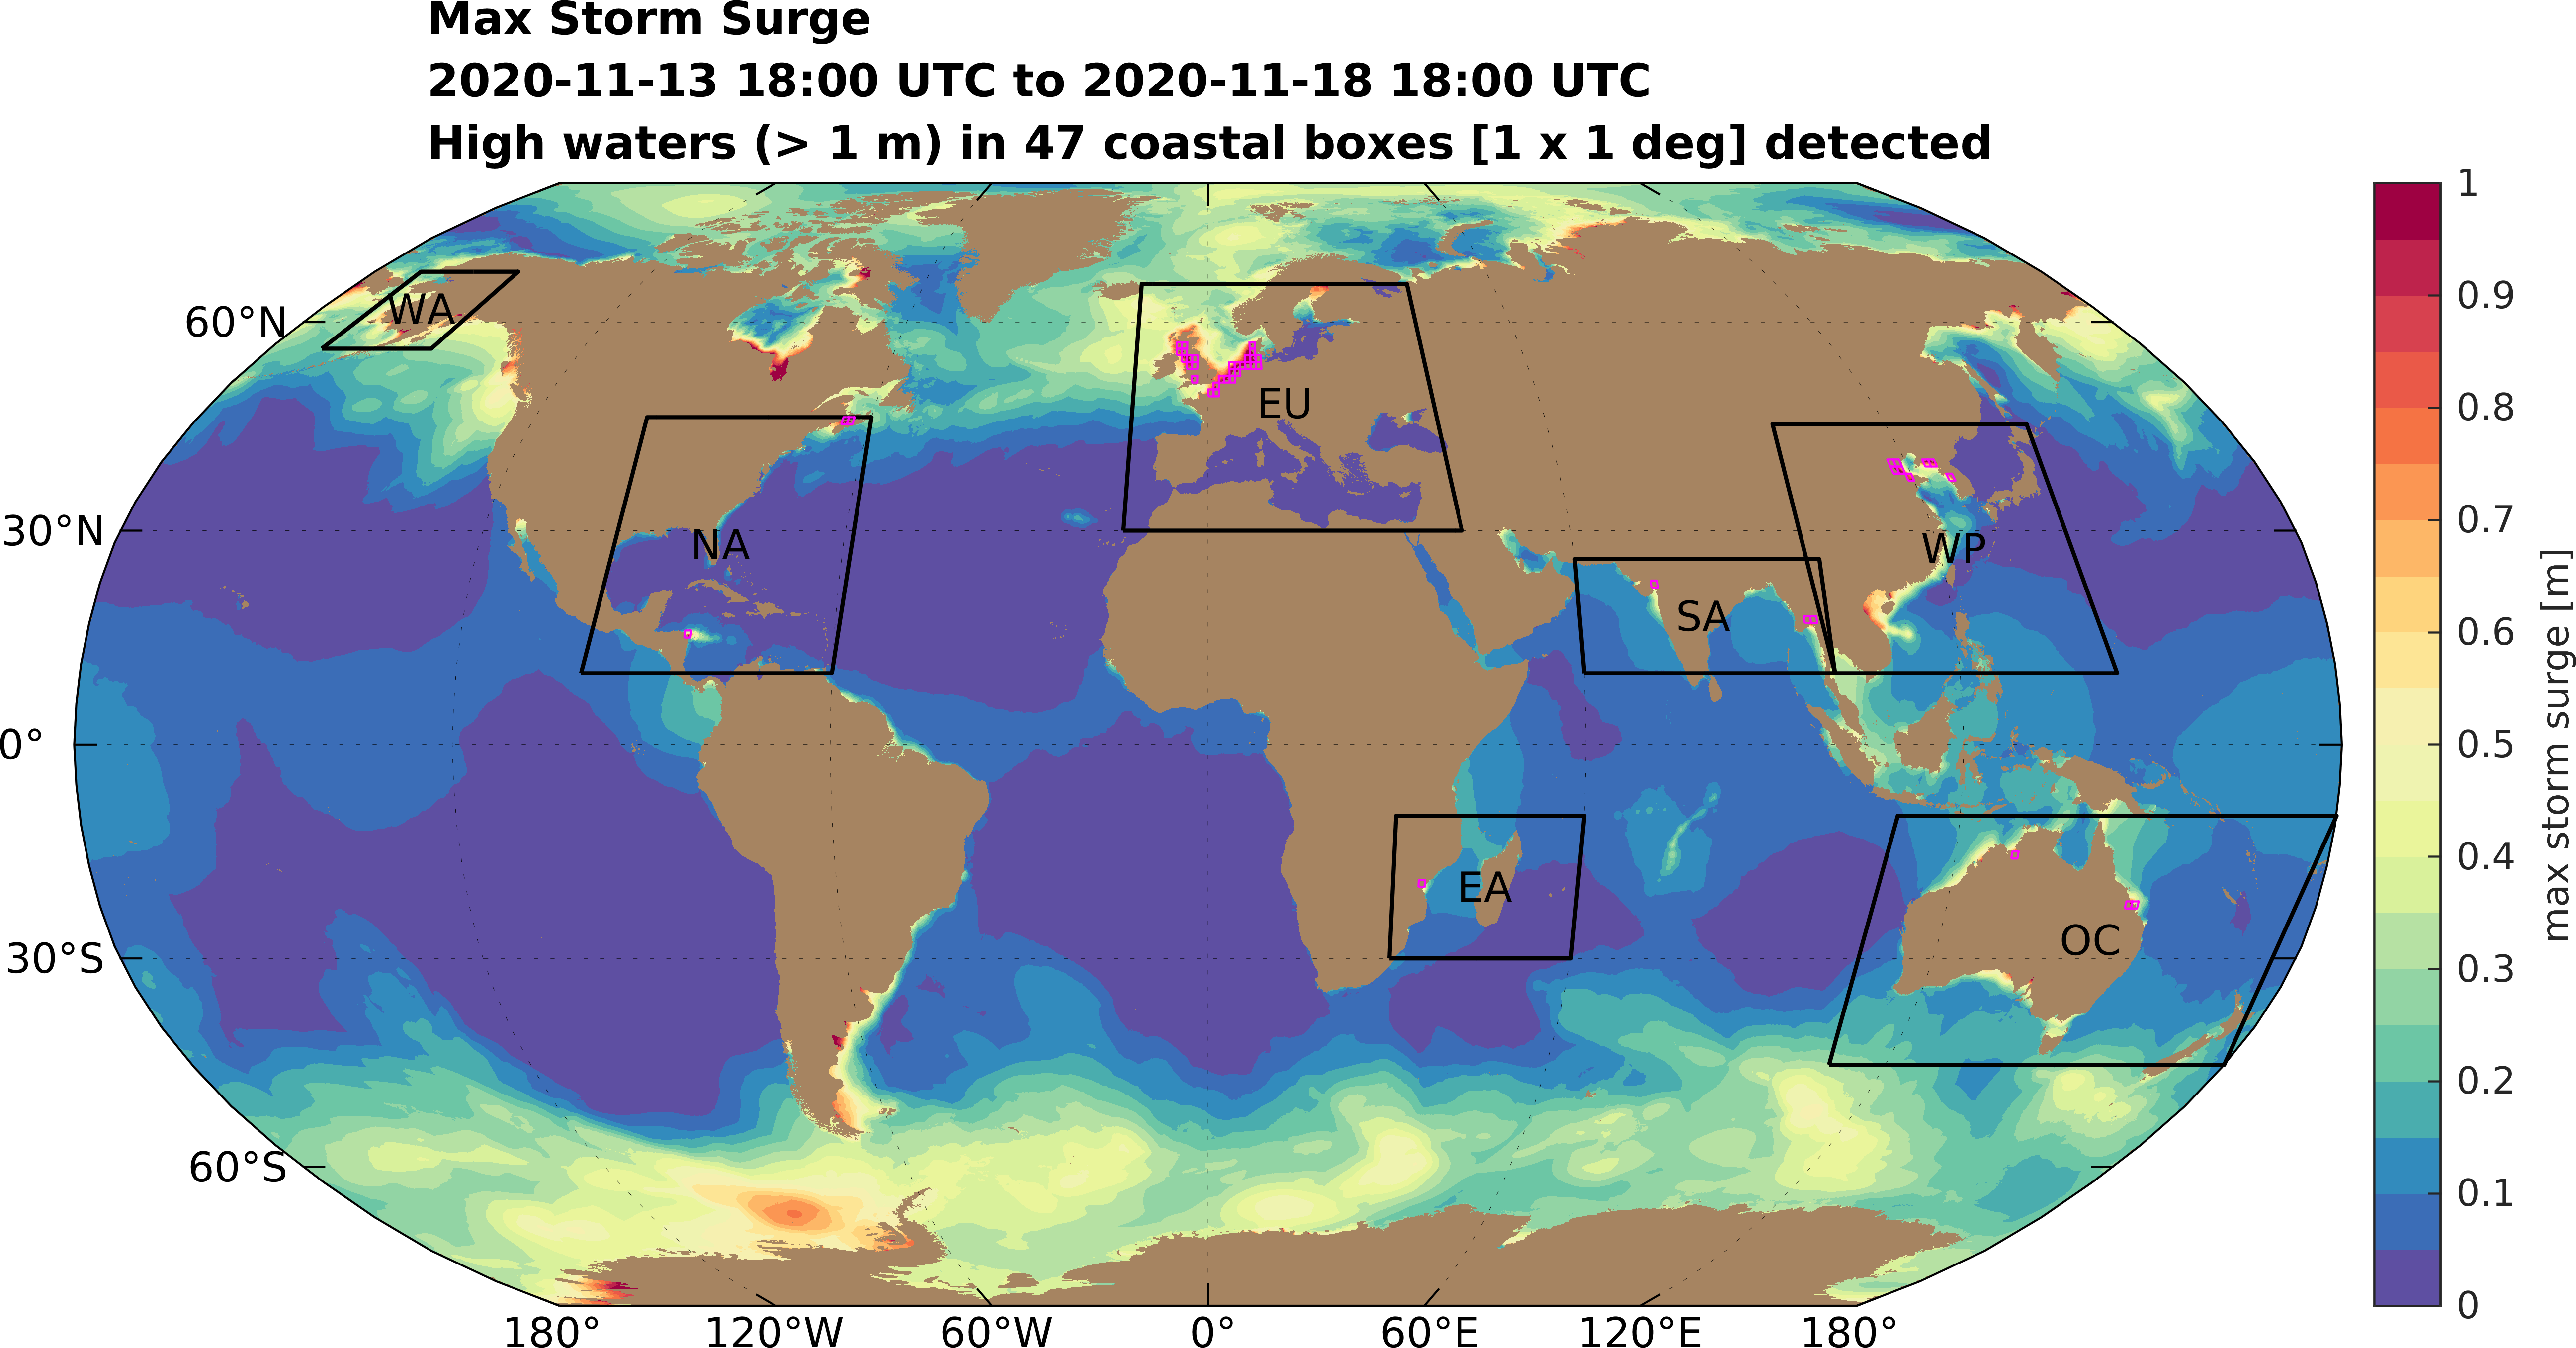 Max Storm Surge
2020-11-13 18:00 UTC to 2020-11-18 18:00 UTC
High waters (> 1 m) in 47 coastal boxes [1 x 1 deg] detected
60°N
30°N
0°
30°S
60°S
WA
NA
EU
SA
WP
EA
OC
180°
120°W
60°W
0°
60°E
120°E
180°
1
0.9
0.8
0.7
0.6
0.5
0.4
0.3
0.2
0.1
0
max storm surge [m]